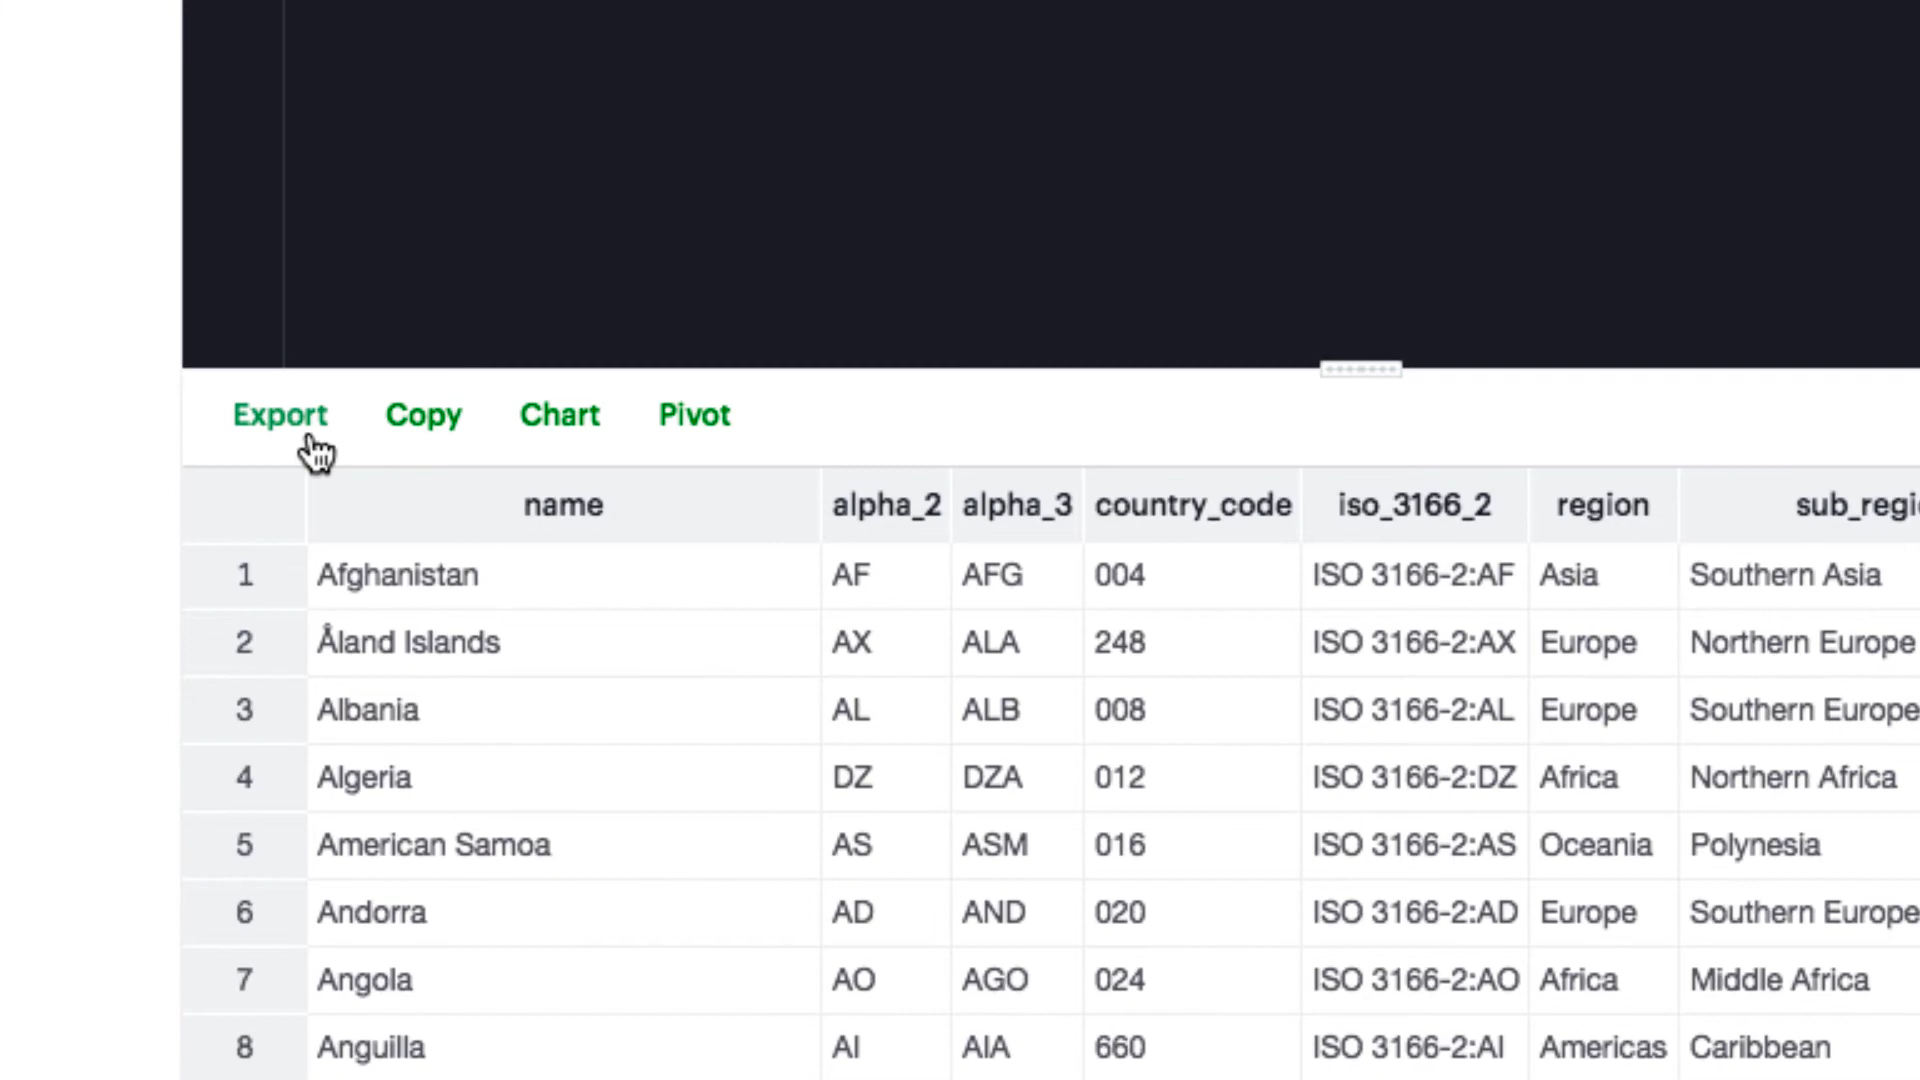 Export Copy Chart Pivot
name alpha_2 alpha_3 country_code iso_3166_2 region sub_regi
1 Afghanistan AF AFG 004 ISO 3166-2:AF Asia Southern Asia
2 Åland Islands AX ALA 248 ISO 3166-2:AX Europe Northern Europe
3 Albania AL ALB 008 ISO 3166-2:AL Europe Southern Europe
4 Algeria DZ DZA 012 ISO 3166-2:DZ Africa Northern Africa
5 American Samoa AS ASM 016 ISO 3166-2:AS Oceania Polynesia
6 Andorra AD AND 020 ISO 3166-2:AD Europe Southern Europe
7 Angola AO AGO 024 ISO 3166-2:AO Africa Middle Africa
8 Anguilla AI AIA 660 ISO 3166-2:AI Americas Caribbean